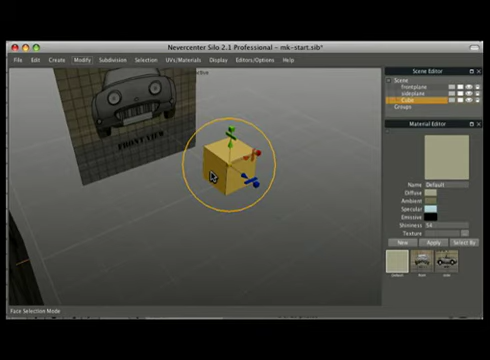 Nevercenter Silo 2.1 Professional - mk-start.sib*
File Edit Create Modify Subdivision Selection UVs/Materials Display Editors/Options Help
Scene Editor
Scene
frontplane
sideplane
Cube
Groups
FRONT VIEW
Material Editor
Name Default
Diffuse
Ambient
Specular
Emissive
Shininess 54
Texture
New Apply Select By
Face Selection Mode